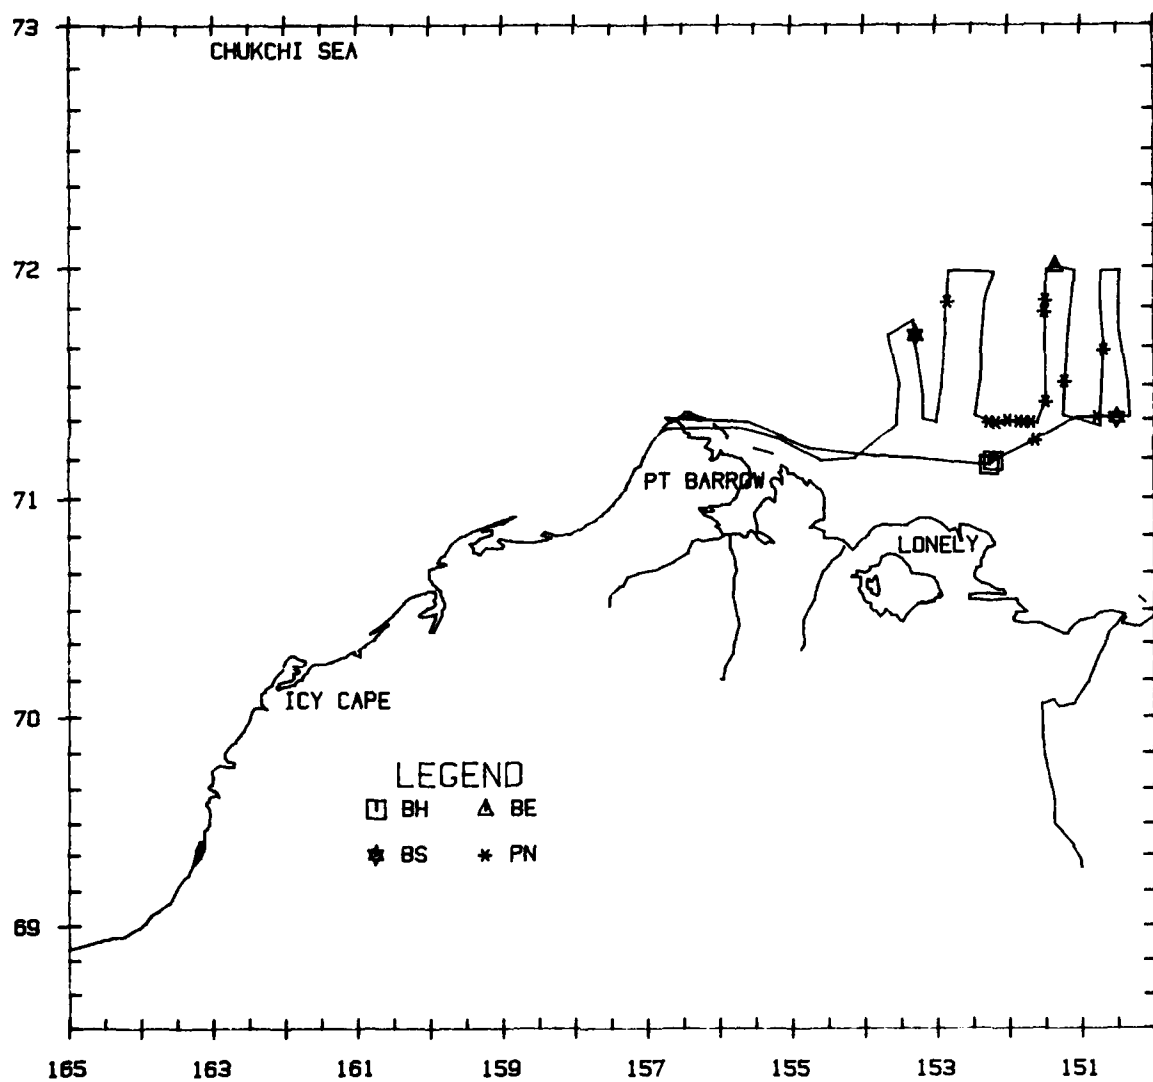 73
CHUKCHI SEA
72
71
PT BARROW
LONELY
ICY CAPE
70
LEGEND
BH BE
BS PN
69
165 163 161 159 157 155 153 151